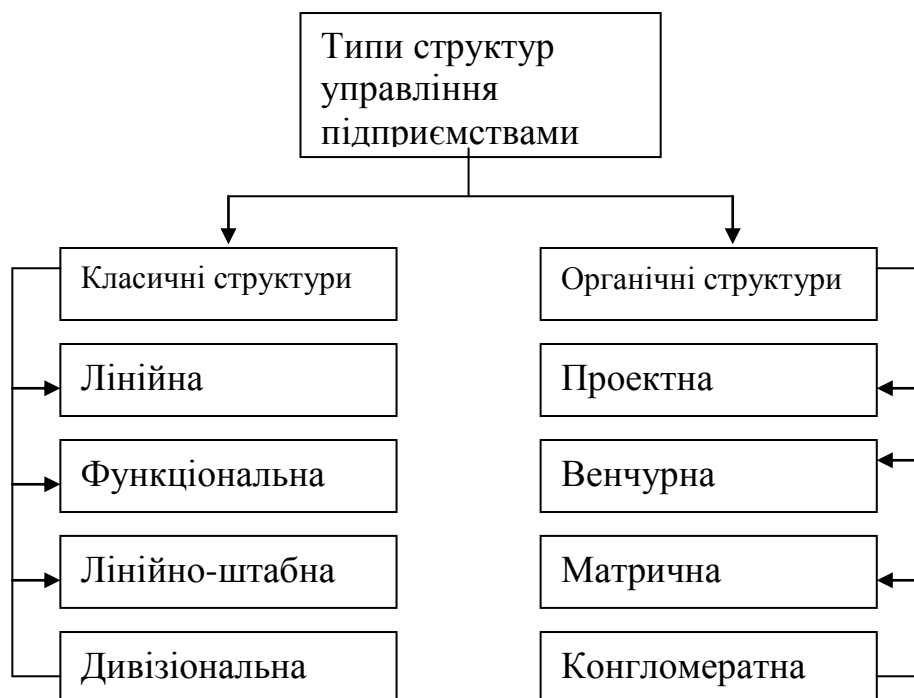 Типи структур
управління
підприємствами
Класичні структури
Органічні структури
Лінійна
Проектна
Функціональна
Венчурна
Лінійно-штабна
Матрична
Дивізіональна
Конгломератна